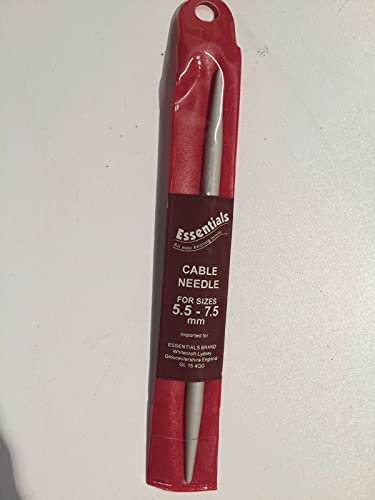 Essentials
All your knitting needs
CABLE
NEEDLE
FOR SIZES
5.5 - 7.5
mm
Imported for
ESSENTIALS BRAND
Whitecroft Lydney
Gloucestershire England
GL 15 4QG